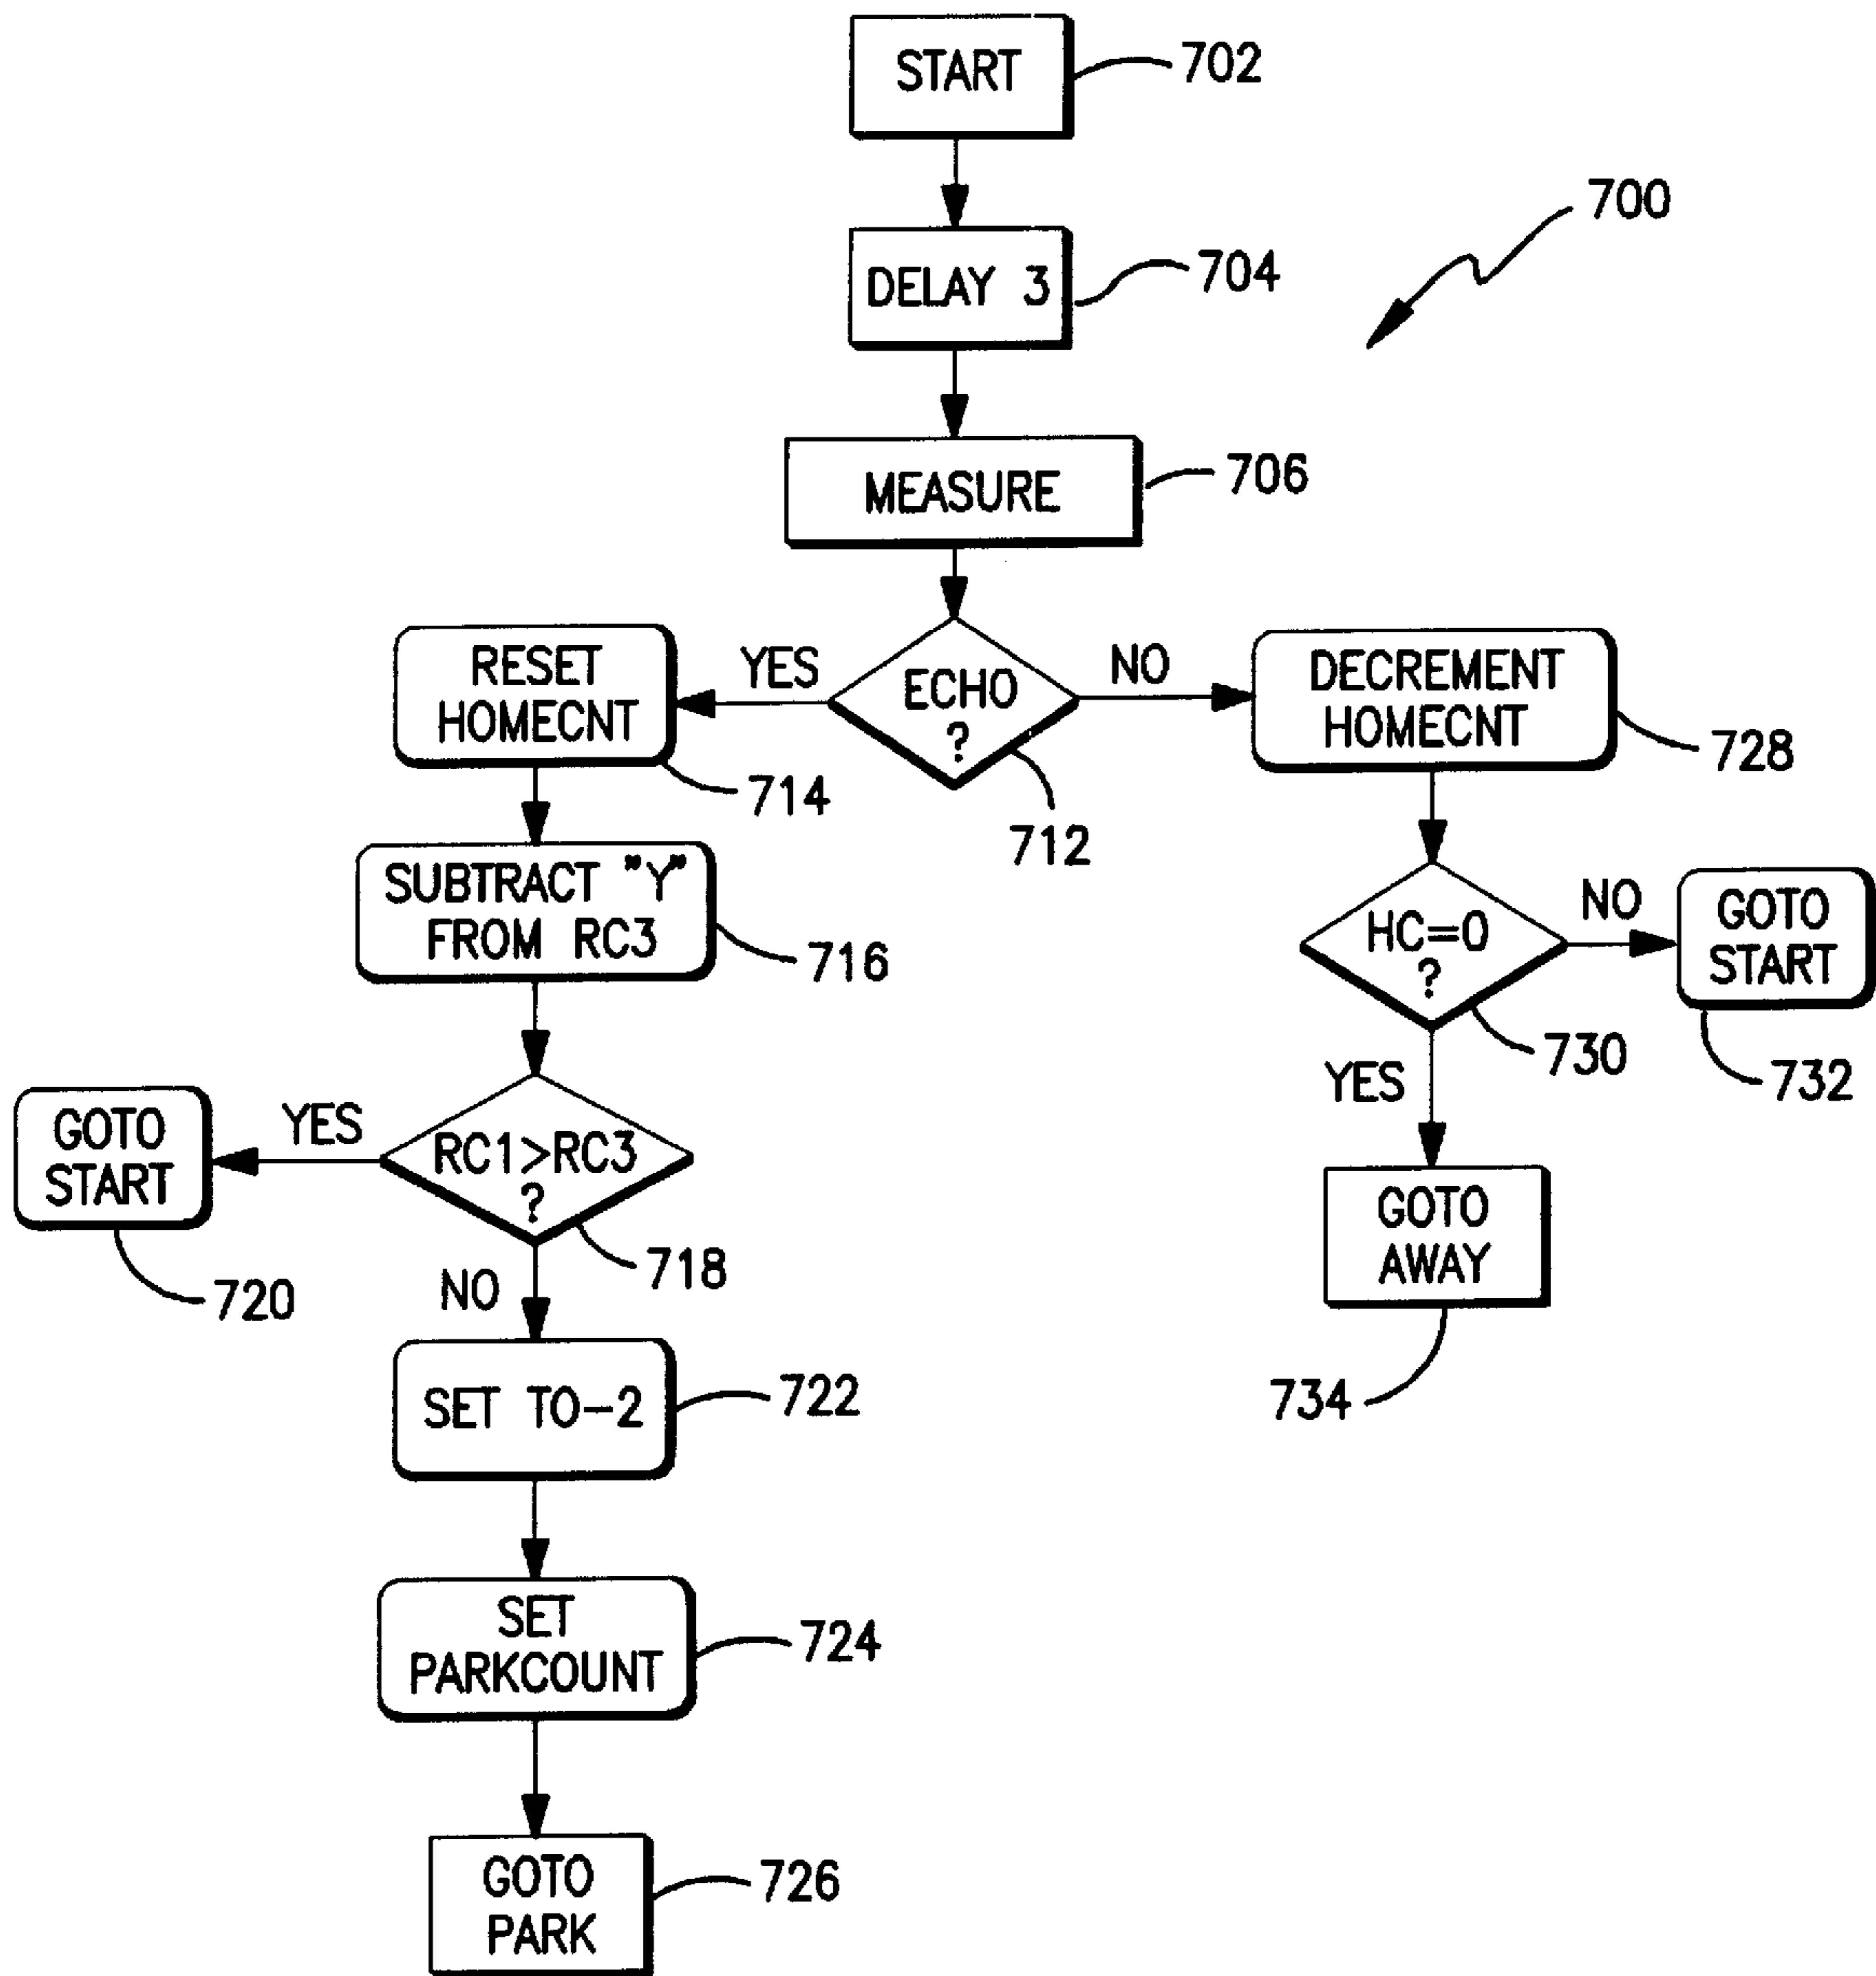 START
702
700
DELAY 3
704
MEASURE
706
RESET
HOMECNT
714
YES
ECHO
?
712
NO
DECREMENT
HOMECNT
728
SUBTRACT "Y"
FROM RC3
716
HC=0
?
730
NO
GOTO
START
732
YES
GOTO
START
720
YES
RC1>RC3
?
718
NO
GOTO
AWAY
734
SET TO-2
722
SET
PARKCOUNT
724
GOTO
PARK
726